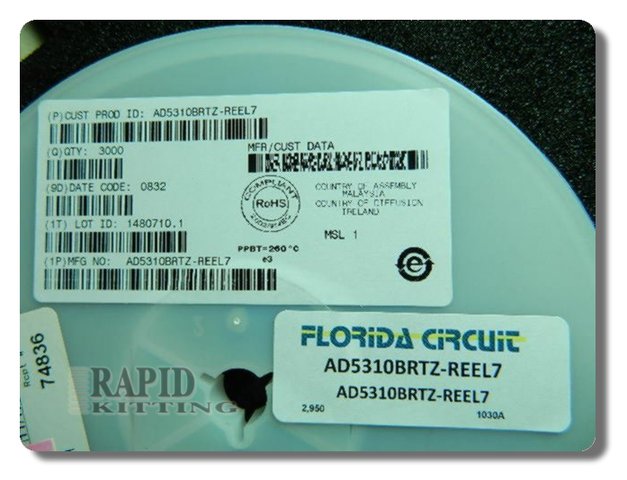 (P)CUST PROD ID: AD5310BRTZ-REEL7
(Q)QTY: 3000
MFR/CUST DATA
(9D)DATE CODE: 0832
COMPLIANT
RoHS
COUNTRY OF ASSEMBLY
MALAYSIA
COUNTRY OF DIFFUSION
IRELAND
(1T) LOT ID: 1480710.1
MSL 1
PPBT=260°C
e3
(1P)MFG NO: AD5310BRTZ-REEL7
e
3
FLORIDA CIRCUIT
AD5310BRTZ-REEL7
AD5310BRTZ-REEL7
2,950 1030A
Rcpt #
74836
RAPID
KITTING